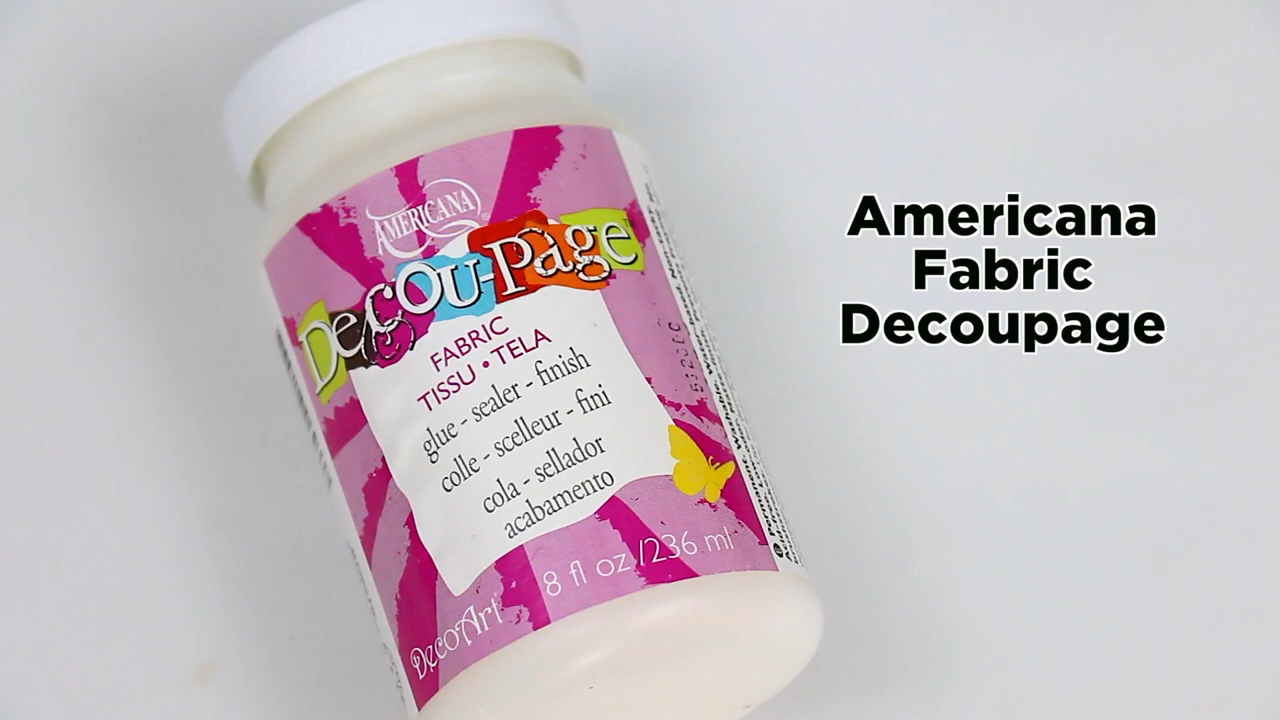 AMERICANA
Decou-Page
FABRIC
TISSU • TELA
glue - sealer - finish
colle - scelleur - fini
cola - sellador
acabamento
8 fl oz /236 ml
DecoArt
Americana
Fabric
Decoupage